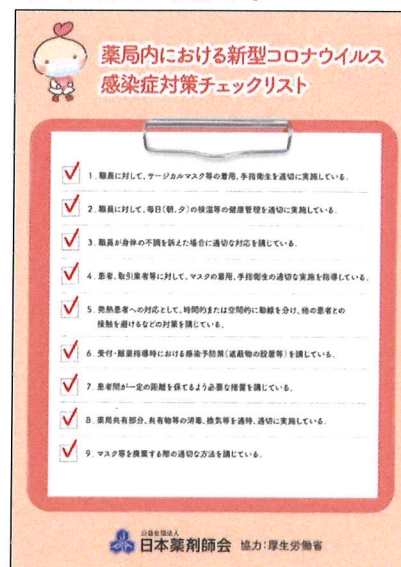 薬局内における新型コロナウイルス
感染症対策チェックリスト
1. 職員に対して、サージカルマスク等の着用、手指衛生を適切に実施している。
2. 職員に対して、毎日（朝、夕）の検温等の健康管理を適切に実施している。
3. 職員が身体の不調を訴えた場合に適切な対応を講じている。
4. 患者、取引業者等に対して、マスクの着用、手指衛生の適切な実施を指導している。
5. 発熱患者への対応として、時間的または空間的に動線を分け、他の患者との
接触を避けるなどの対策を講じている。
6. 受付・服薬指導時における感染予防策（遮蔽物の設置等）を講じている。
7. 患者間が一定の距離を保てるよう必要な措置を講じている。
8. 薬局共有部分、共有物等の消毒、換気等を適時、適切に実施している。
9. マスク等を廃棄する際の適切な方法を講じている。
公益社団法人
日本薬剤師会 協力：厚生労働省